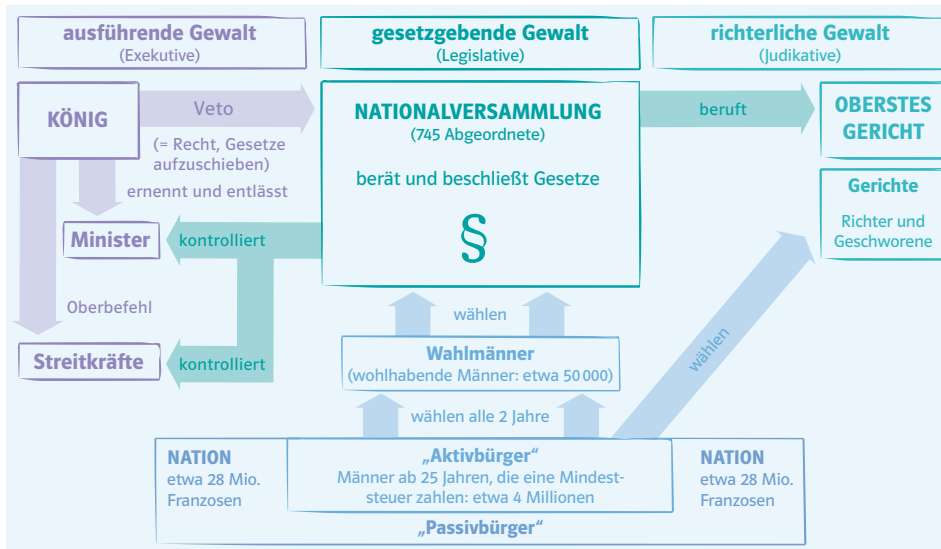 ausführende Gewalt
(Exekutive)
gesetzgebende Gewalt
(Legislative)
richterliche Gewalt
(Judikative)
KÖNIG
Veto
(= Recht, Gesetze
aufzuschieben)
ernennt und entlässt
NATIONALVERSAMMLUNG
(745 Abgeordnete)
berät und beschließt Gesetze
§
beruft
OBERSTES
GERICHT
Gerichte
Richter und
Geschworene
Minister
kontrolliert
Oberbefehl
Streitkräfte
kontrolliert
wählen
Wahlmänner
(wohlhabende Männer: etwa 50 000)
wählen
wählen alle 2 Jahre
NATION
etwa 28 Mio.
Franzosen
„Aktivbürger“
Männer ab 25 Jahren, die eine Mindest-
steuer zahlen: etwa 4 Millionen
NATION
etwa 28 Mio.
Franzosen
„Passivbürger“